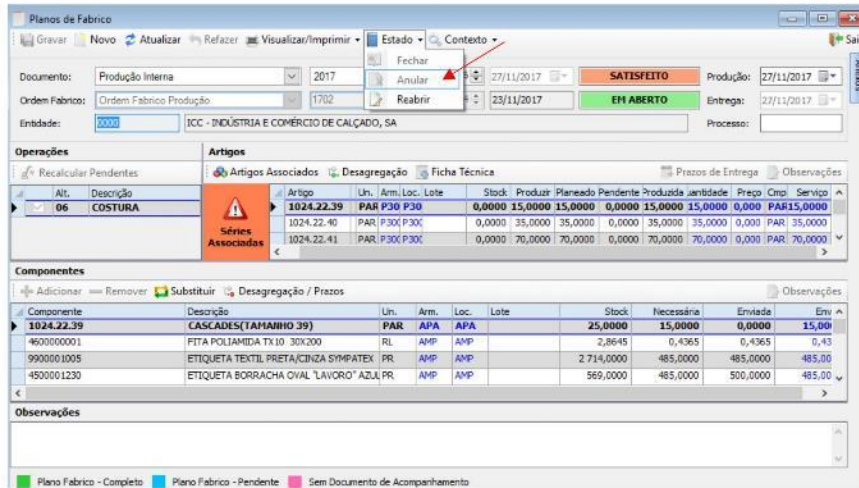 Planos de Fabrico
Gravar Novo Atualizar Refazer Visualizar/Imprimir Estado Contexto Sai
Fechar
Anular
Reabrir
Documento: Produção Interna 2017 27/11/2017 SATISFEITO Produção: 27/11/2017
Ordem Fabrico: Ordem Fabrico Produção 1702 23/11/2017 EM ABERTO Entrega: 27/11/2017
Entidade: 0000 ICC - INDÚSTRIA E COMÉRCIO DE CALÇADO, SA Processo:
Operações Artigos
Recalcular Pendentes Artigos Associados Desagregação Ficha Técnica Prazos de Entrega Observações
Alt. Descrição Artigo Un. Arm. Loc. Lote Stock Produzir Planeado Pendente Produzida uantidade Preço Cmp Serviço
06 COSTURA 1024.22.39 PAR P30 P30 0,0000 15,0000 15,0000 0,0000 15,0000 15,0000 0,000 PAR 15,0000
Séries Associadas
1024.22.40 PAR P30( P30( 0,0000 35,0000 35,0000 0,0000 35,0000 35,0000 0,000 PAR 35,0000
1024.22.41 PAR P30( P30( 0,0000 70,0000 70,0000 0,0000 70,0000 70,0000 0,000 PAR 70,0000
Componentes
Adicionar Remover Substituir Desagregação / Prazos Observações
Componente Descrição Un. Arm. Loc. Lote Stock Necessária Enviada Env
1024.22.39 CASCADES(TAMANHO 39) PAR APA APA 25,0000 15,0000 0,0000 15,00
4600000001 FITA POLIAMIDA TX10 30X200 RL AMP AMP 2,8645 0,4365 0,4365 0,43
9900001005 ETIQUETA TEXTIL PRETA/CINZA SYMPATEX PR AMP AMP 2 714,0000 485,0000 485,0000 485,00
4500001230 ETIQUETA BORRACHA OVAL "LAVORO" AZUL PR AMP AMP 569,0000 485,0000 500,0000 485,00
Observações
Plano Fabrico - Completo Plano Fabrico - Pendente Sem Documento de Acompanhamento